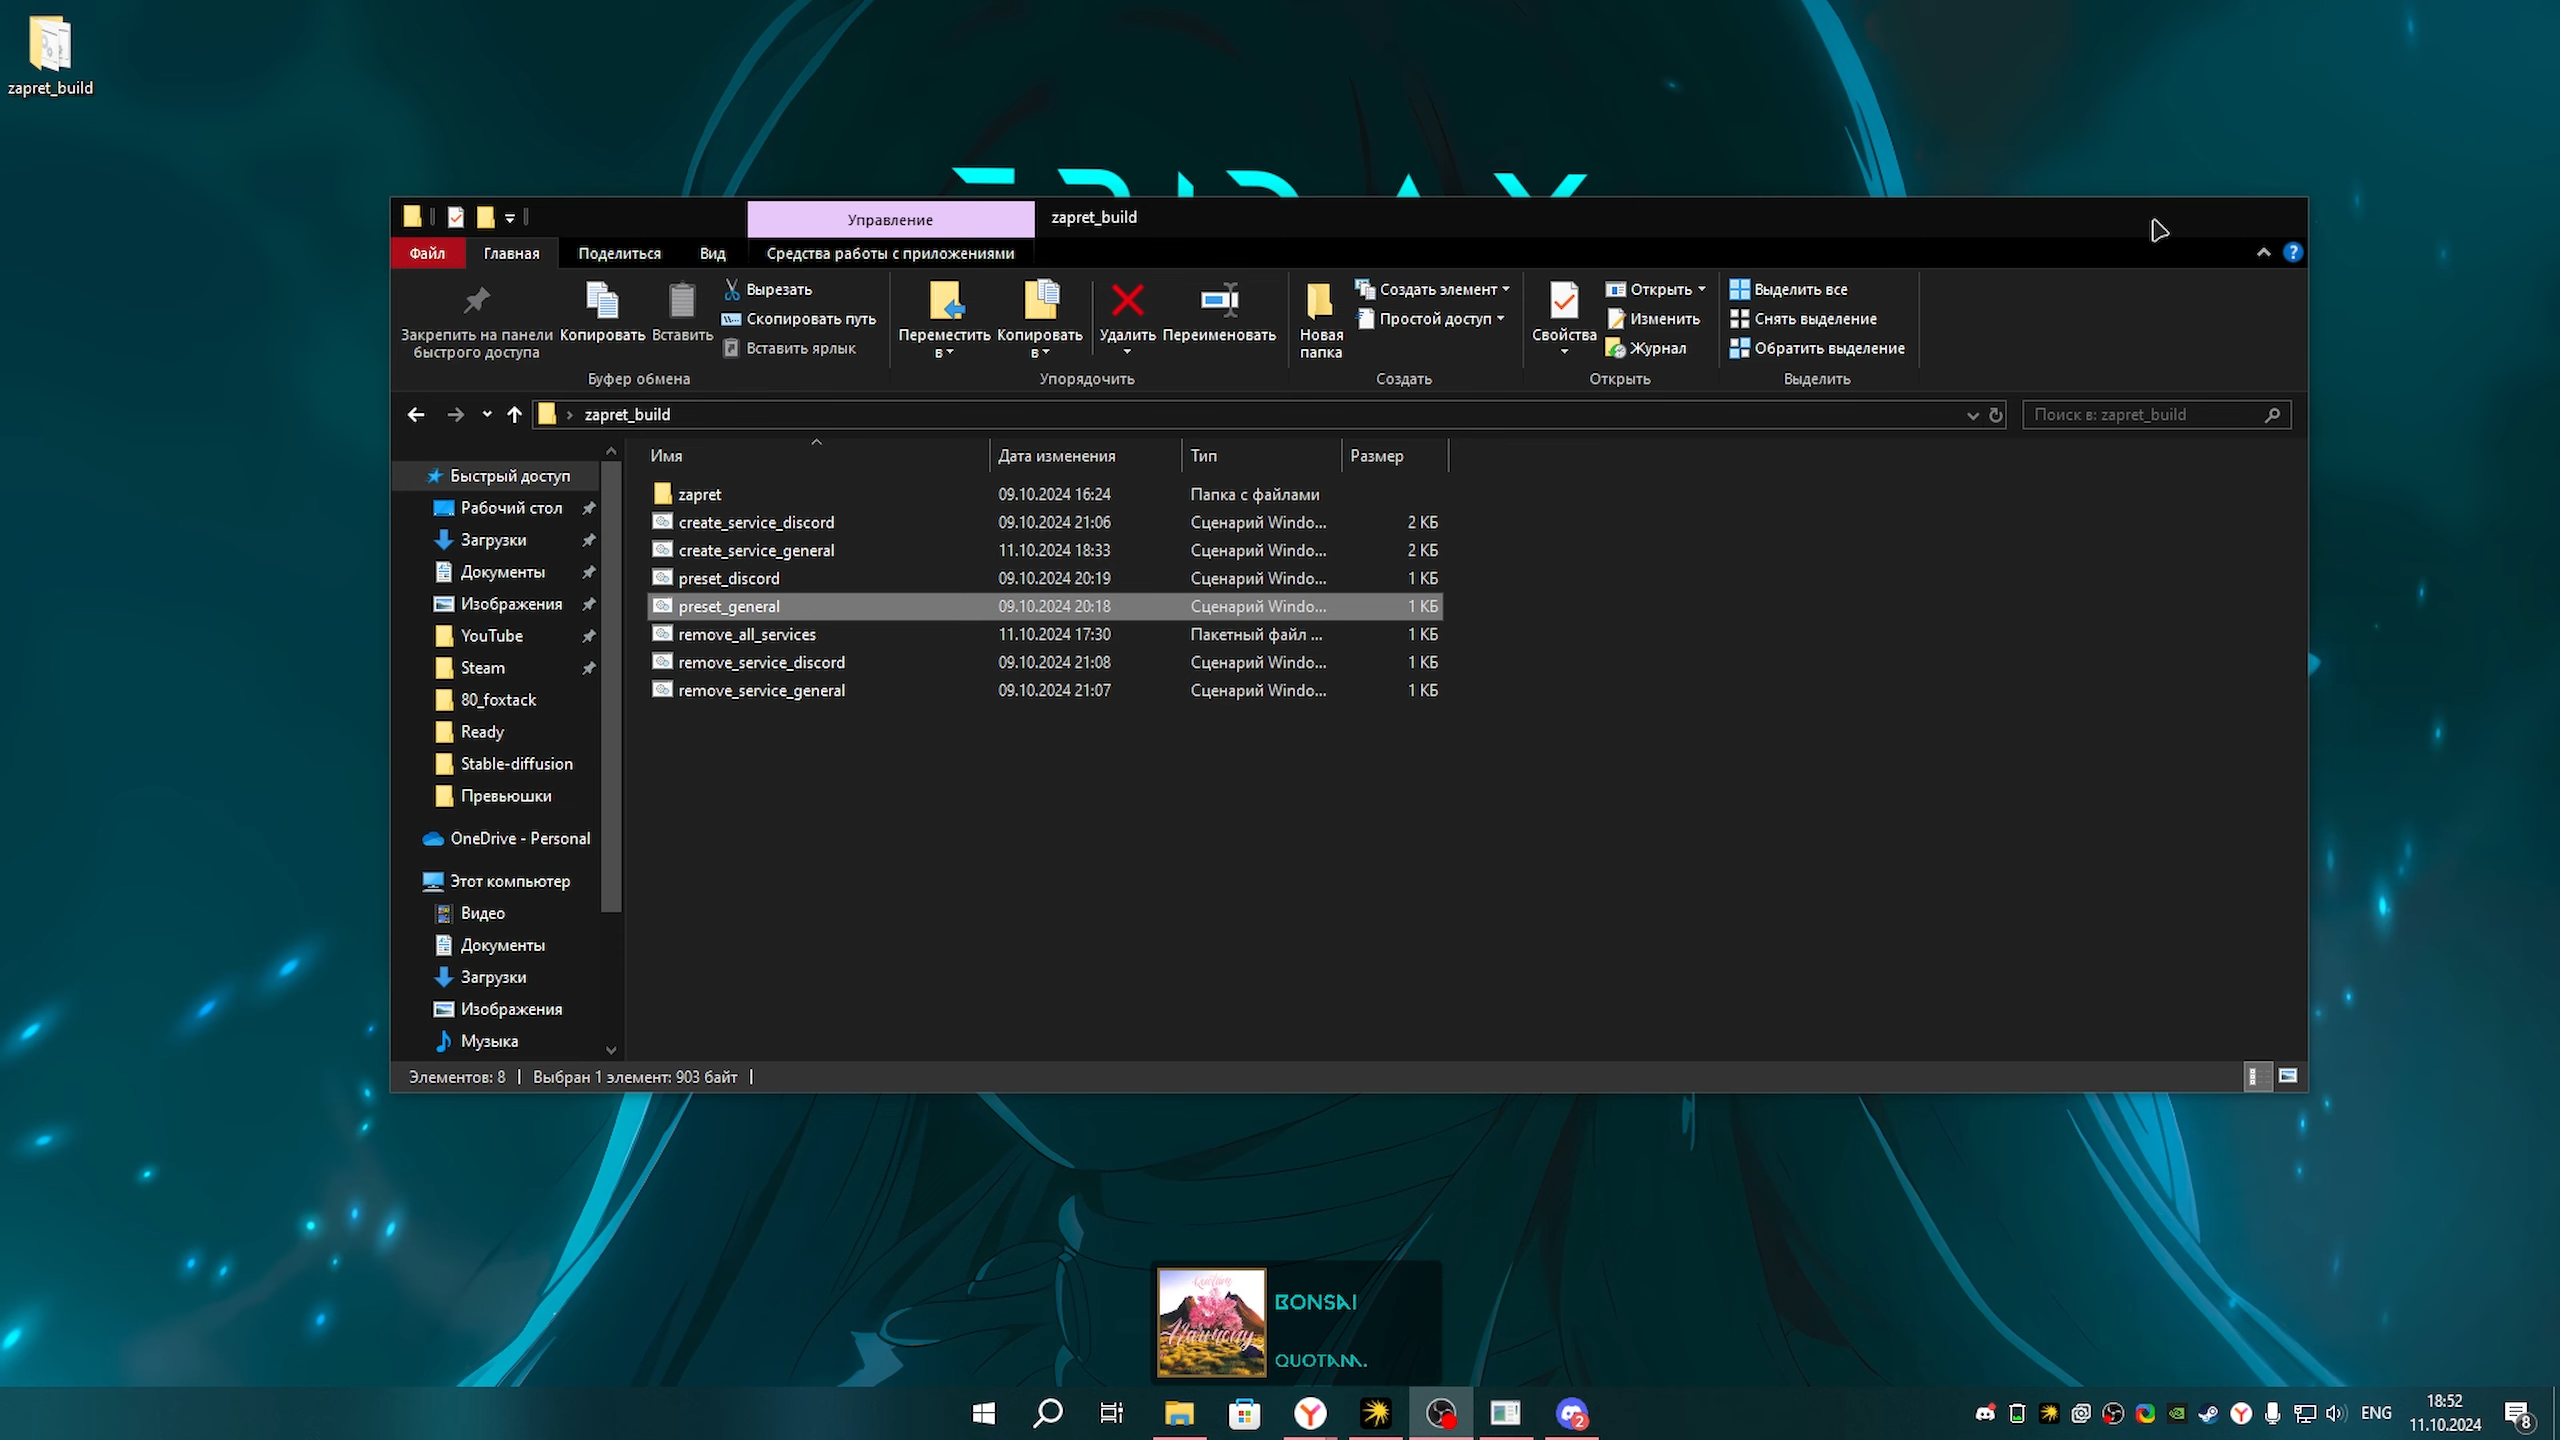 zapret_build
Управление
zapret_build
Файл
Главная
Поделиться
Вид
Средства работы с приложениями
Закрепить на панели
быстрого доступа
Копировать
Вставить
Вырезать
Скопировать путь
Вставить ярлык
Буфер обмена
Переместить
в
Копировать
в
Удалить
Переименовать
Упорядочить
Новая
папка
Создать элемент
Простой доступ
Создать
Свойства
Открыть
Изменить
Журнал
Открыть
Выделить все
Снять выделение
Обратить выделение
Выделить
zapret_build
Поиск в: zapret_build
Быстрый доступ
Рабочий стол
Загрузки
Документы
Изображения
YouTube
Steam
80_foxtack
Ready
Stable-diffusion
Превьюшки
OneDrive - Personal
Этот компьютер
Видео
Документы
Загрузки
Изображения
Музыка
Имя Дата изменения Тип Размер
zapret 09.10.2024 16:24 Папка с файлами
create_service_discord 09.10.2024 21:06 Сценарий Windo... 2 КБ
create_service_general 11.10.2024 18:33 Сценарий Windo... 2 КБ
preset_discord 09.10.2024 20:19 Сценарий Windo... 1 КБ
preset_general 09.10.2024 20:18 Сценарий Windo... 1 КБ
remove_all_services 11.10.2024 17:30 Пакетный файл ... 1 КБ
remove_service_discord 09.10.2024 21:08 Сценарий Windo... 1 КБ
remove_service_general 09.10.2024 21:07 Сценарий Windo... 1 КБ
Элементов: 8 Выбран 1 элемент: 903 байт
Quotam
Harmony
BONSAI
QUOTAM.
2
ENG
18:52
11.10.2024
8